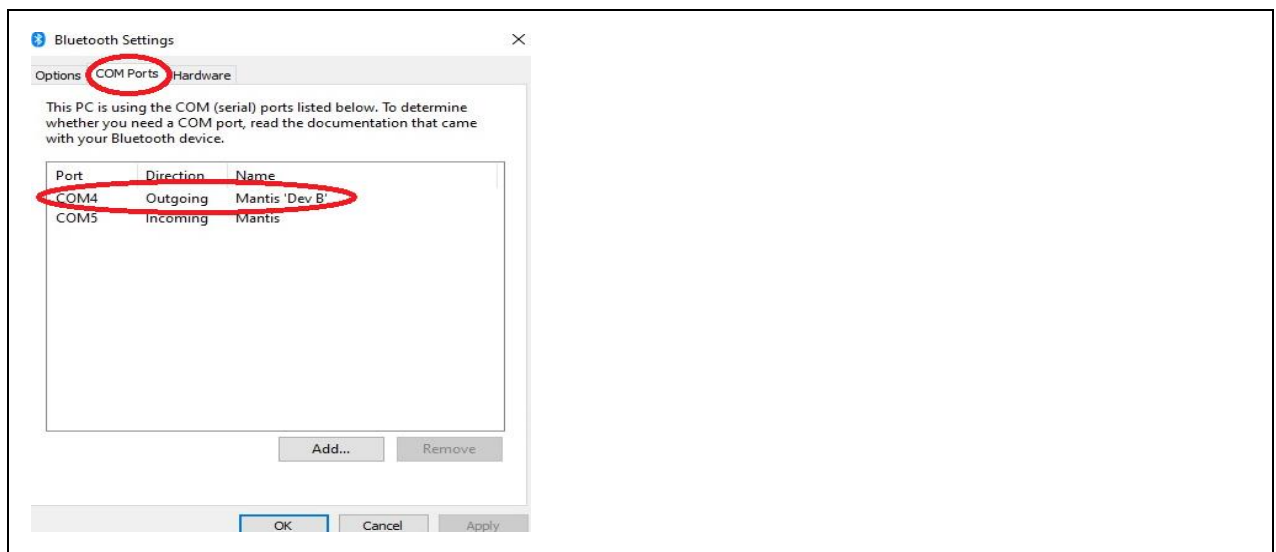 Bluetooth Settings
Options COM Ports Hardware
This PC is using the COM (serial) ports listed below. To determine
whether you need a COM port, read the documentation that came
with your Bluetooth device.
Port Direction Name
COM4 Outgoing Mantis 'Dev B'
COM5 Incoming Mantis
Add... Remove
OK Cancel Apply